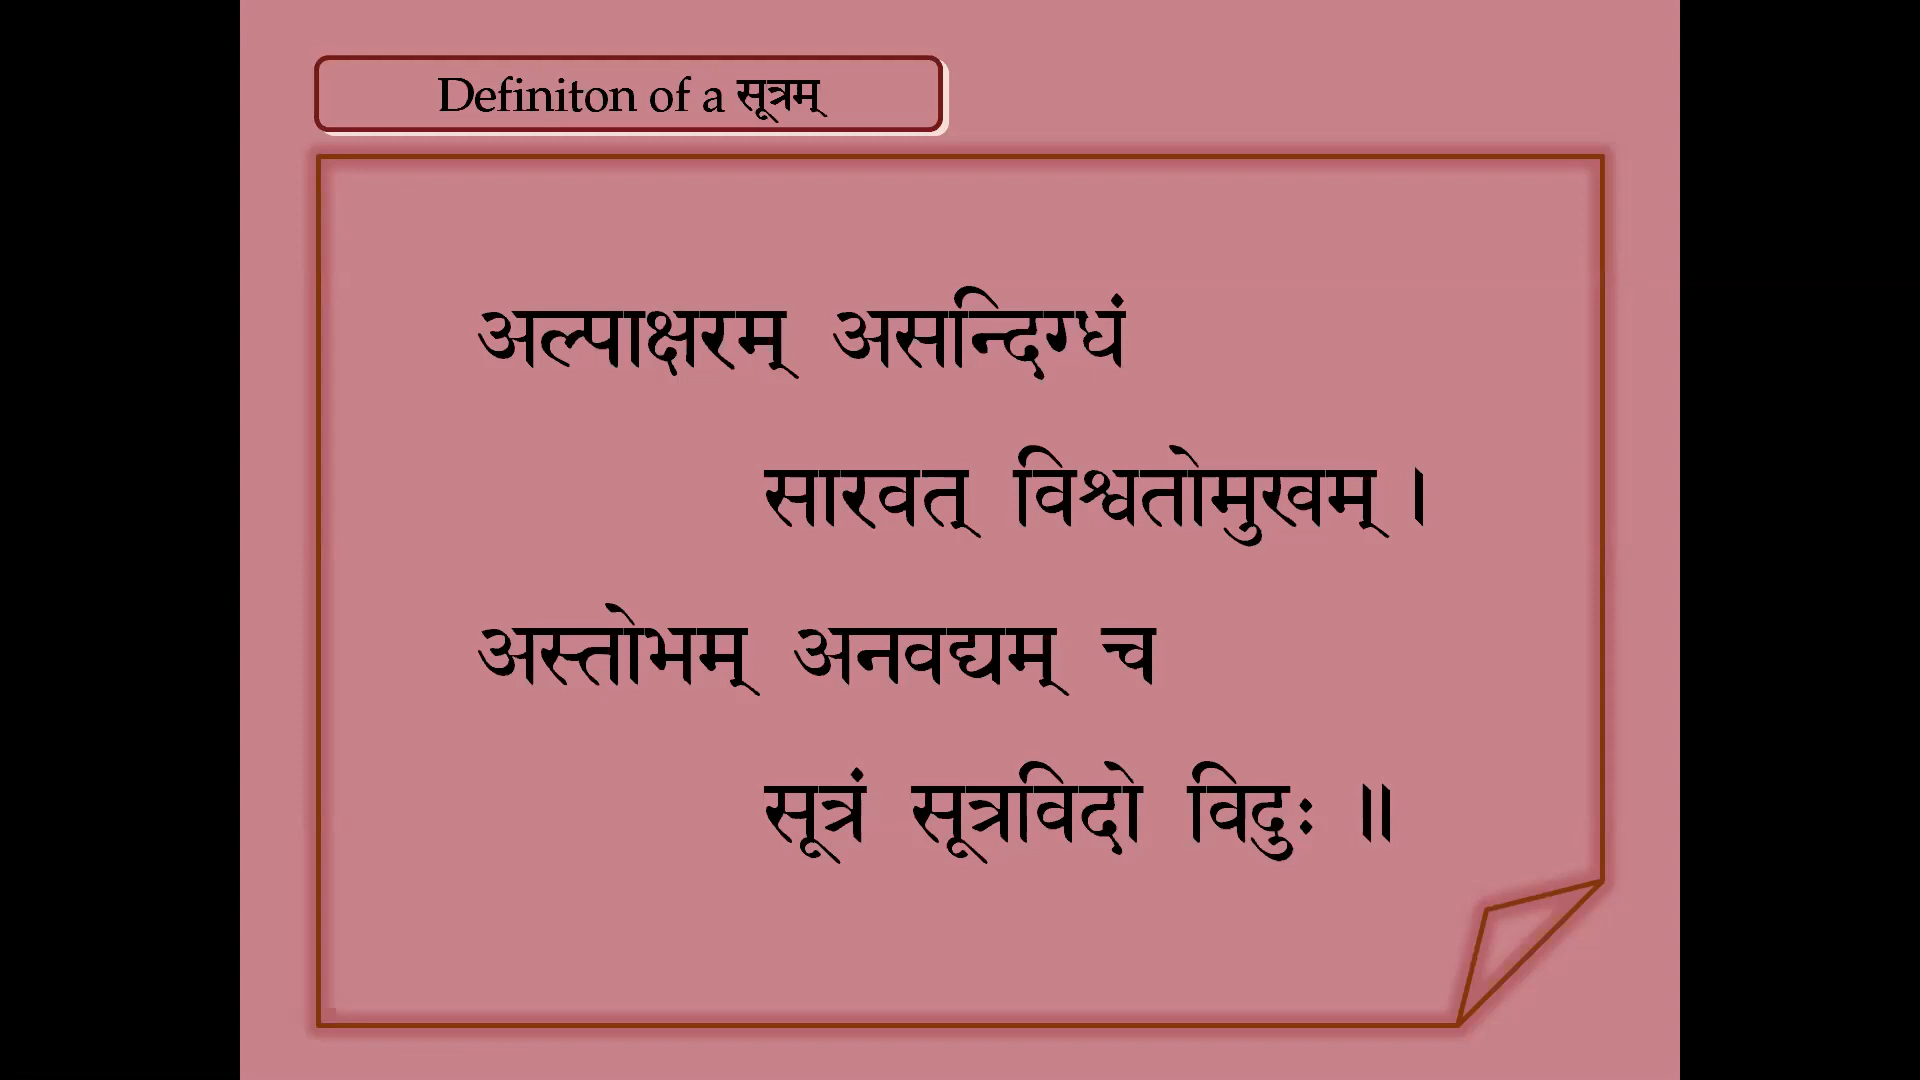 Definiton of a सूत्रम्
अल्पाक्षरम् असन्दिग्धं
सारवत् विश्वतोमुखम् ।
अस्तोभम् अनवद्यम् च
सूत्रं सूत्रविदो विदुः ॥